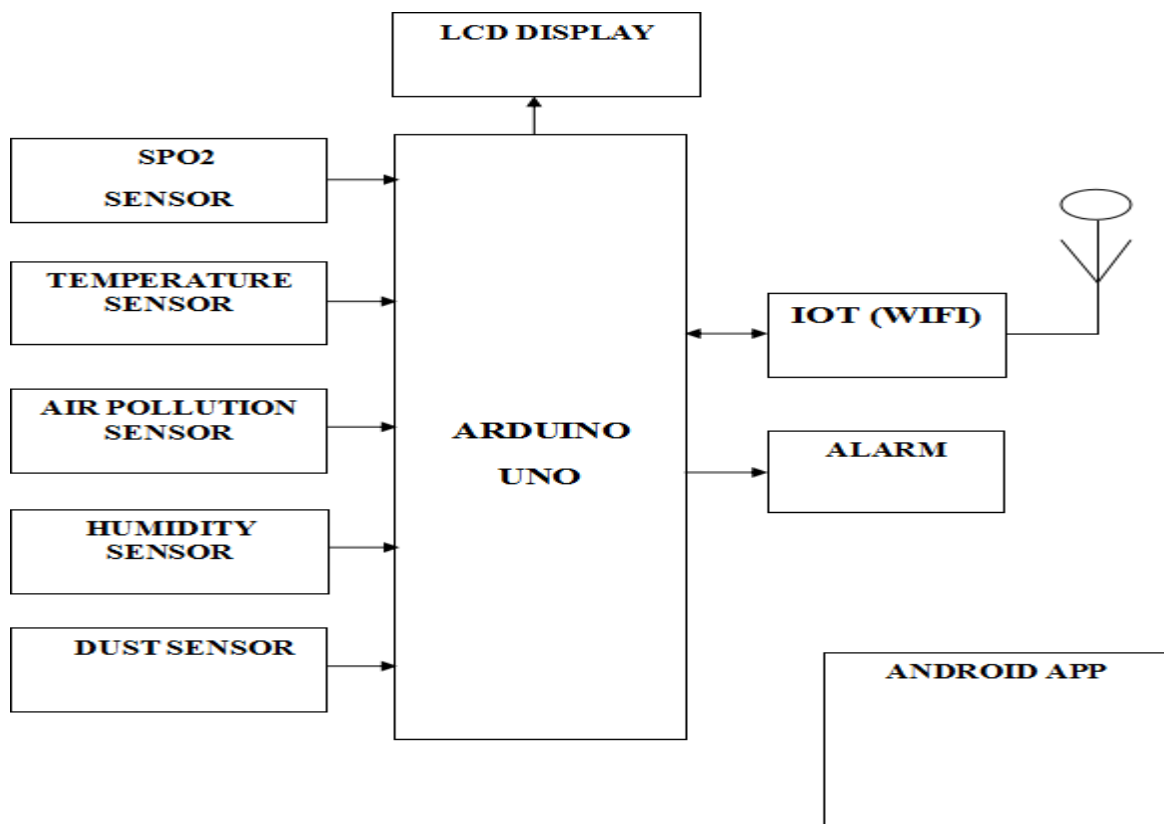 LCD DISPLAY
SPO2
SENSOR
TEMPERATURE
SENSOR
AIR POLLUTION
SENSOR
HUMIDITY
SENSOR
DUST SENSOR
ARDUINO
UNO
IOT (WIFI)
ALARM
ANDROID APP